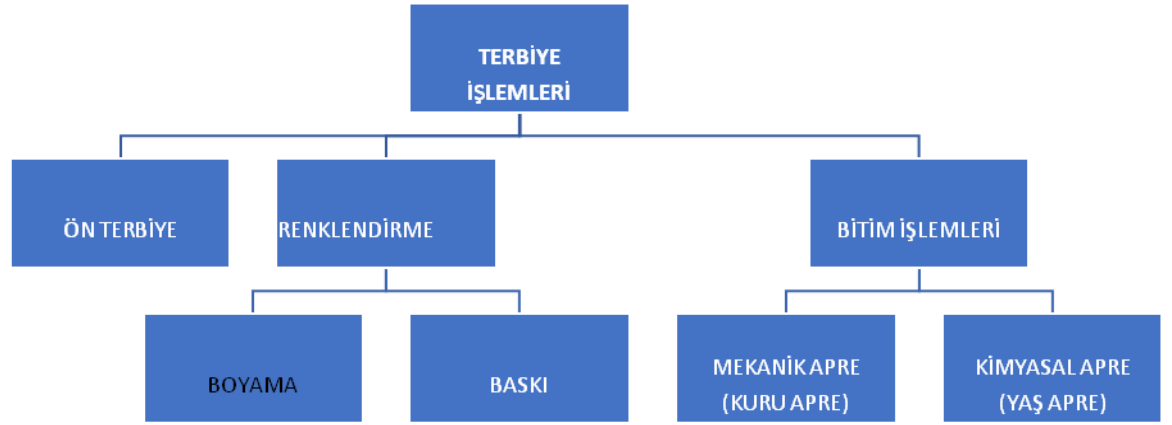 TERBİYE
İŞLEMLERİ
ÖN TERBİYE
RENKLENDİRME
BİTİM İŞLEMLERİ
BOYAMA
BASKI
MEKANİK APRE
(KURU APRE)
KİMYASAL APRE
(YAŞ APRE)